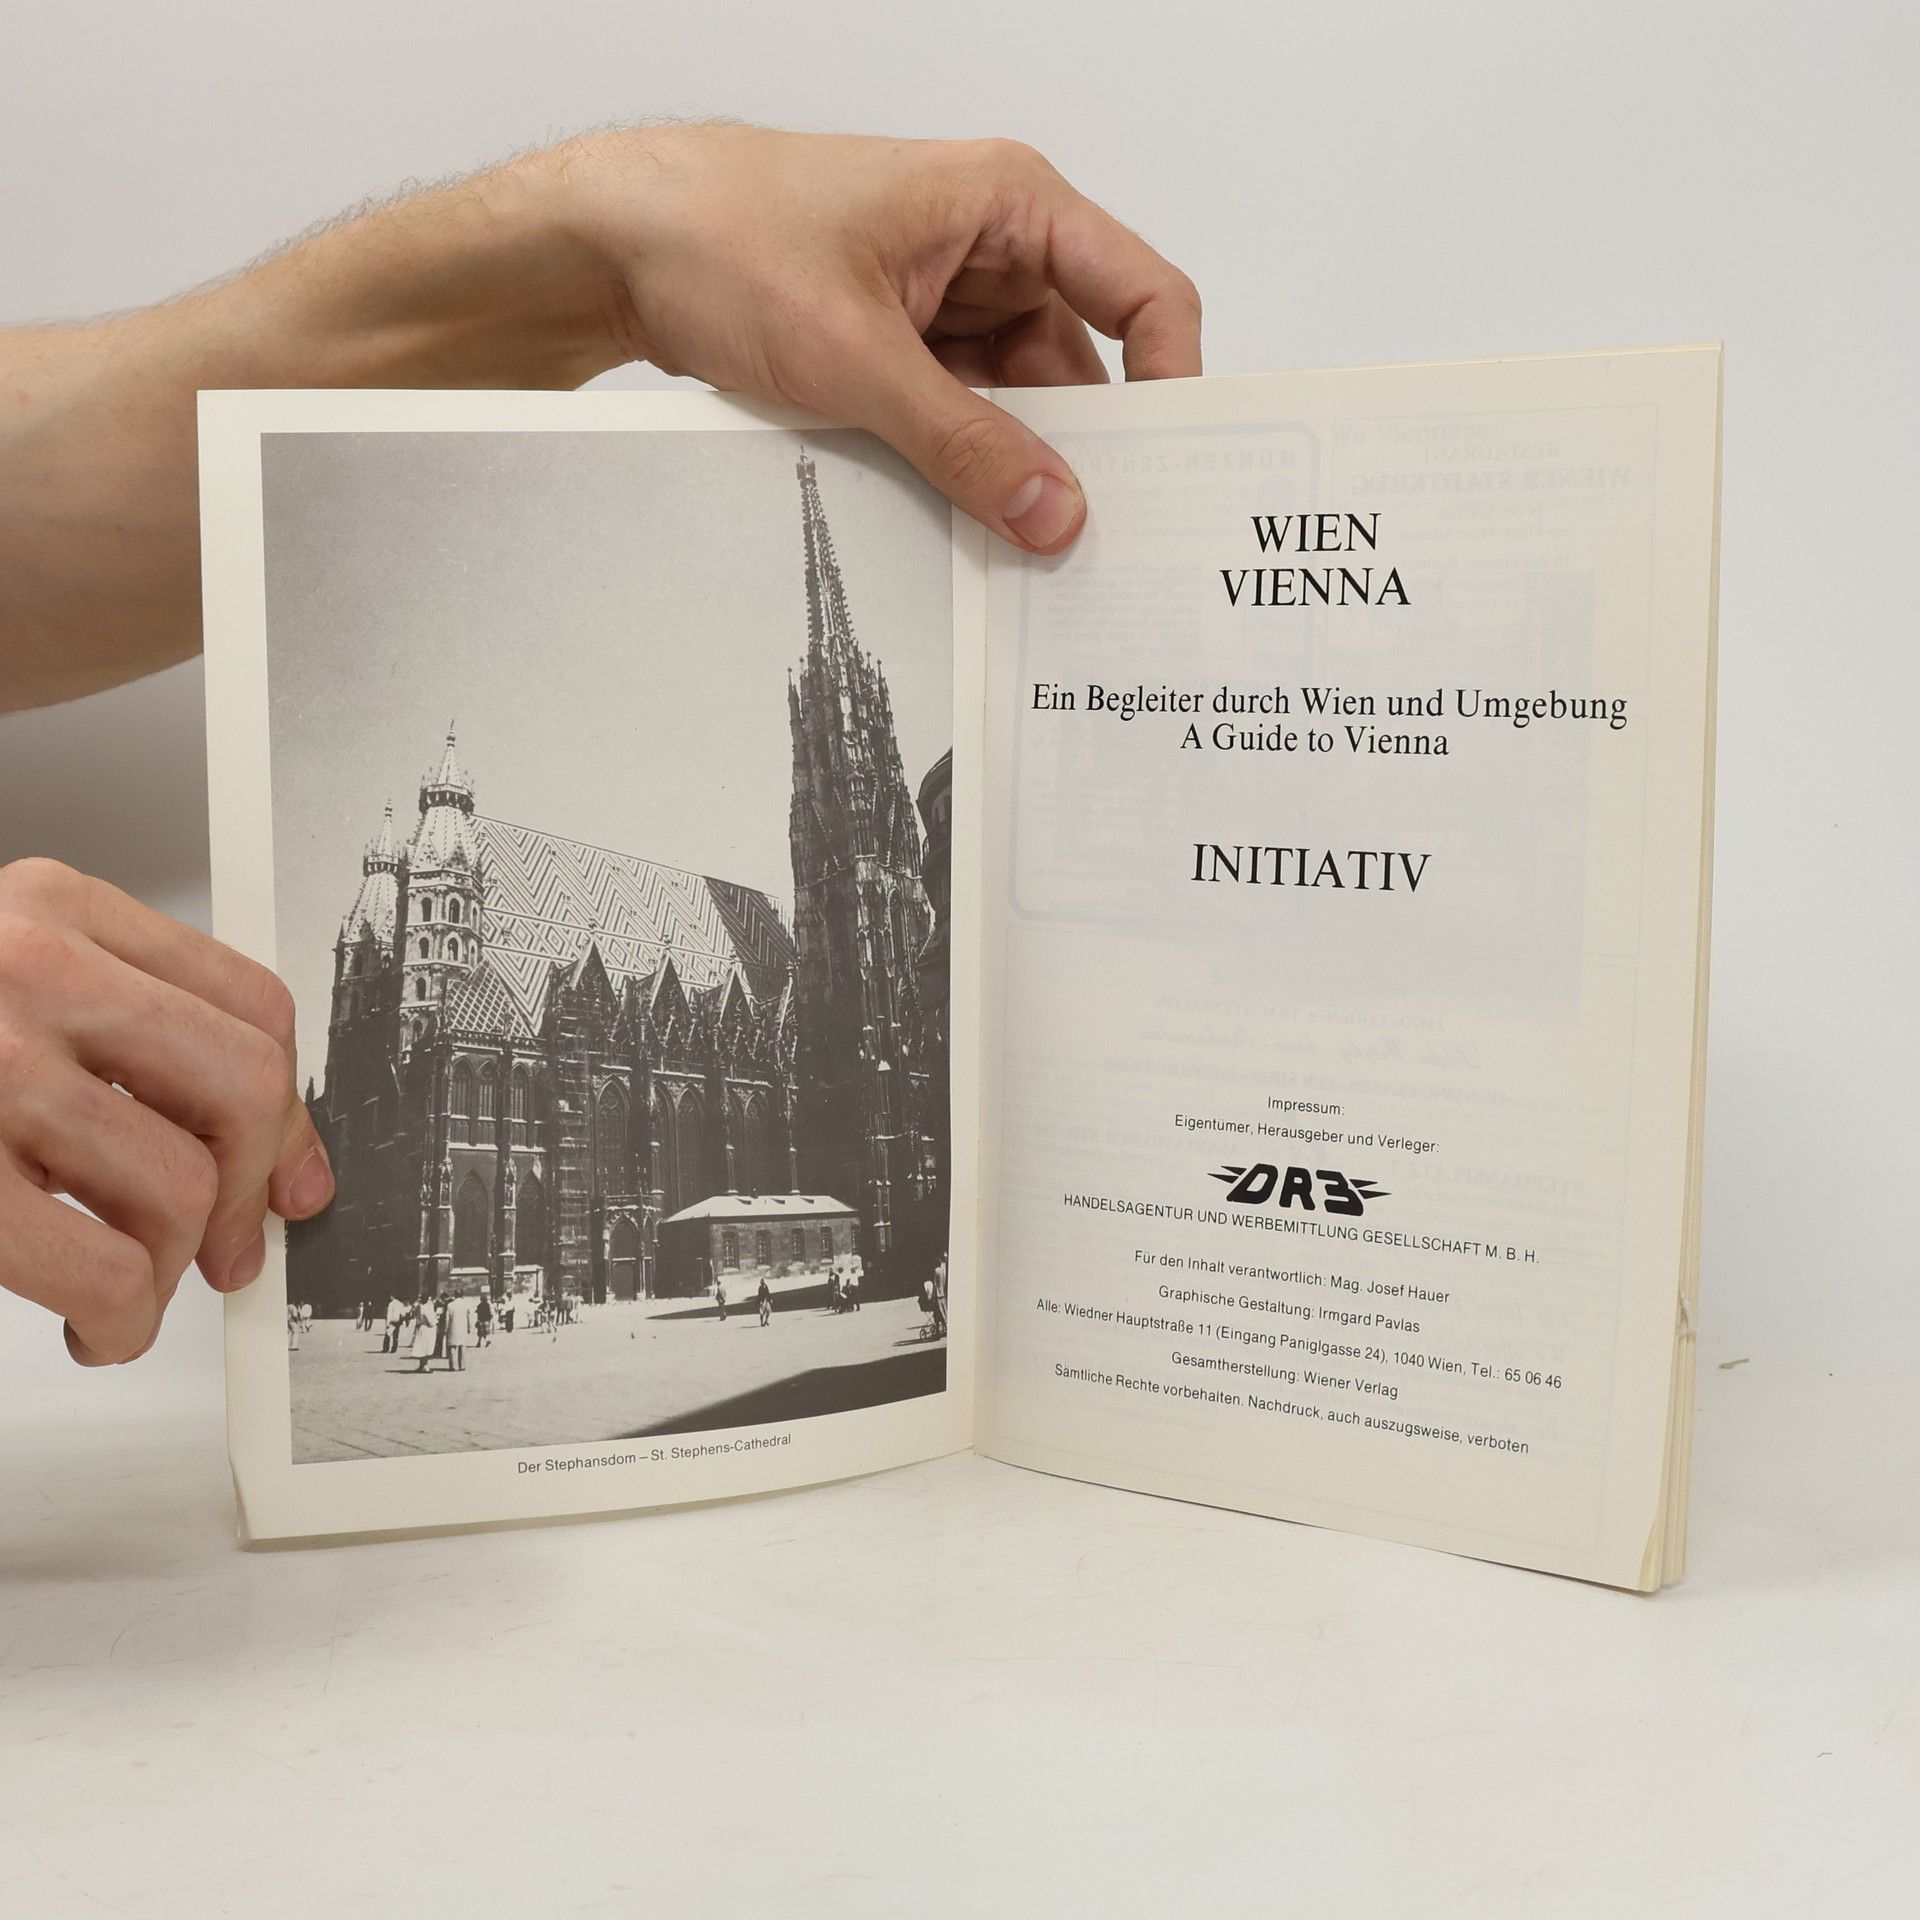 Der Stephansdom – St. Stephens-Cathedral
WIEN
VIENNA
Ein Begleiter durch Wien und Umgebung
A Guide to Vienna
INITIATIV
Impressum:
Eigentümer, Herausgeber und Verleger:
DR3
HANDELSAGENTUR UND WERBEMITTLUNG GESELLSCHAFT M. B. H.
Für den Inhalt verantwortlich: Mag. Josef Hauer
Graphische Gestaltung: Irmgard Pavlas
Alle: Wiedner Hauptstraße 11 (Eingang Paniglgasse 24), 1040 Wien, Tel.: 65 06 46
Gesamtherstellung: Wiener Verlag
Sämtliche Rechte vorbehalten. Nachdruck, auch auszugsweise, verboten